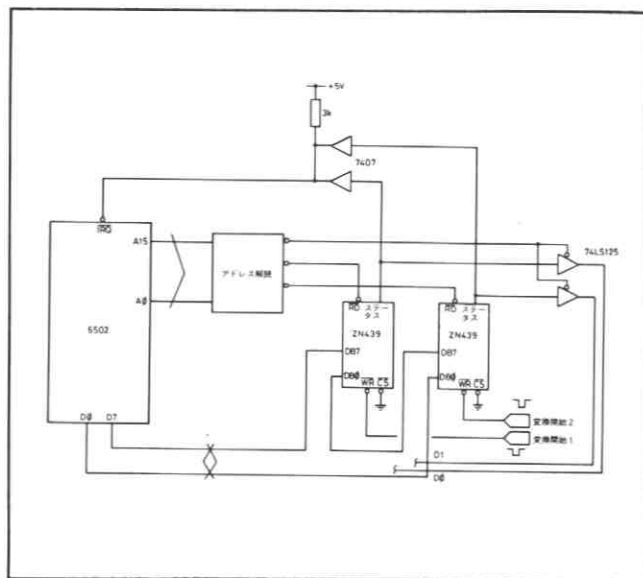 +5V
3k
7407
IRQ
A15
74LS125
アドレス解読
6502
A0
RD ステータス
RD ステータス
ZN439
ZN439
DB7
DB7
DB0
DB0
WR CS
WR CS
変換開始2
変換開始1
D0 D7
D1
D0